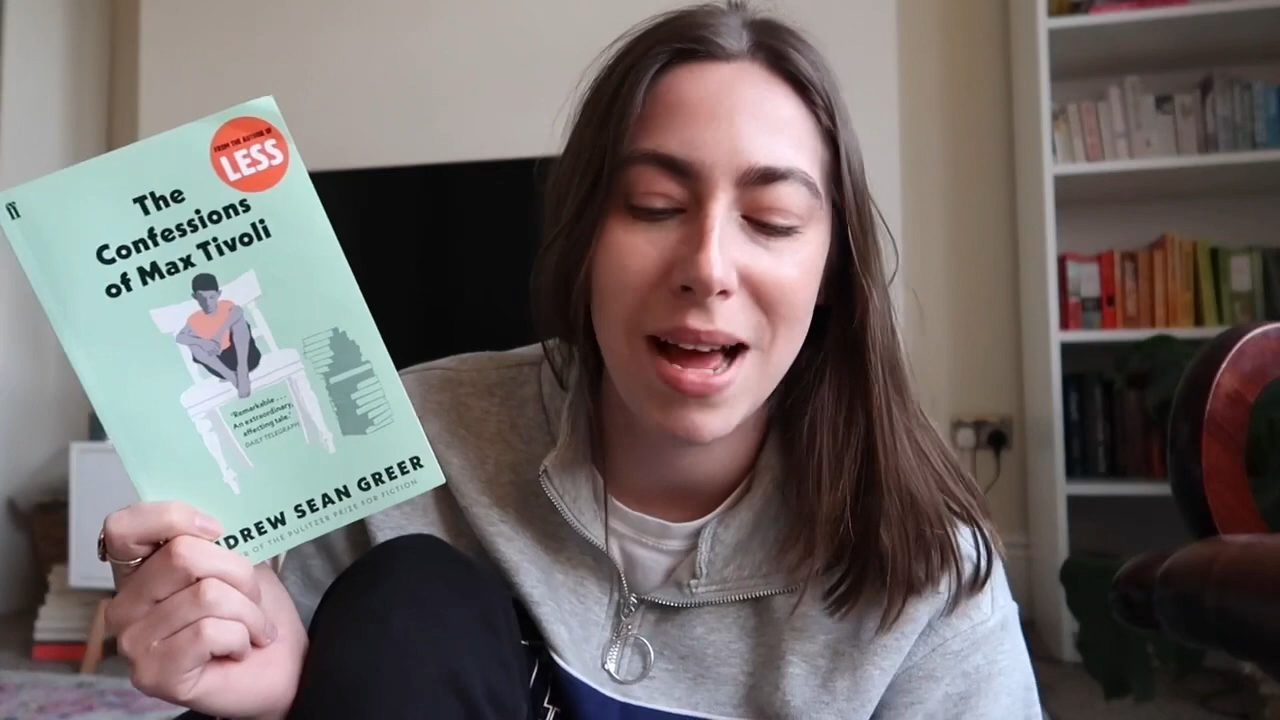 ff
FROM THE AUTHOR OF
LESS
The
Confessions
of Max Tivoli
'Remarkable . . .
An extraordinary,
affecting tale.'
DAILY TELEGRAPH
DREW SEAN GREER
OF THE PULITZER PRIZE FOR FICTION